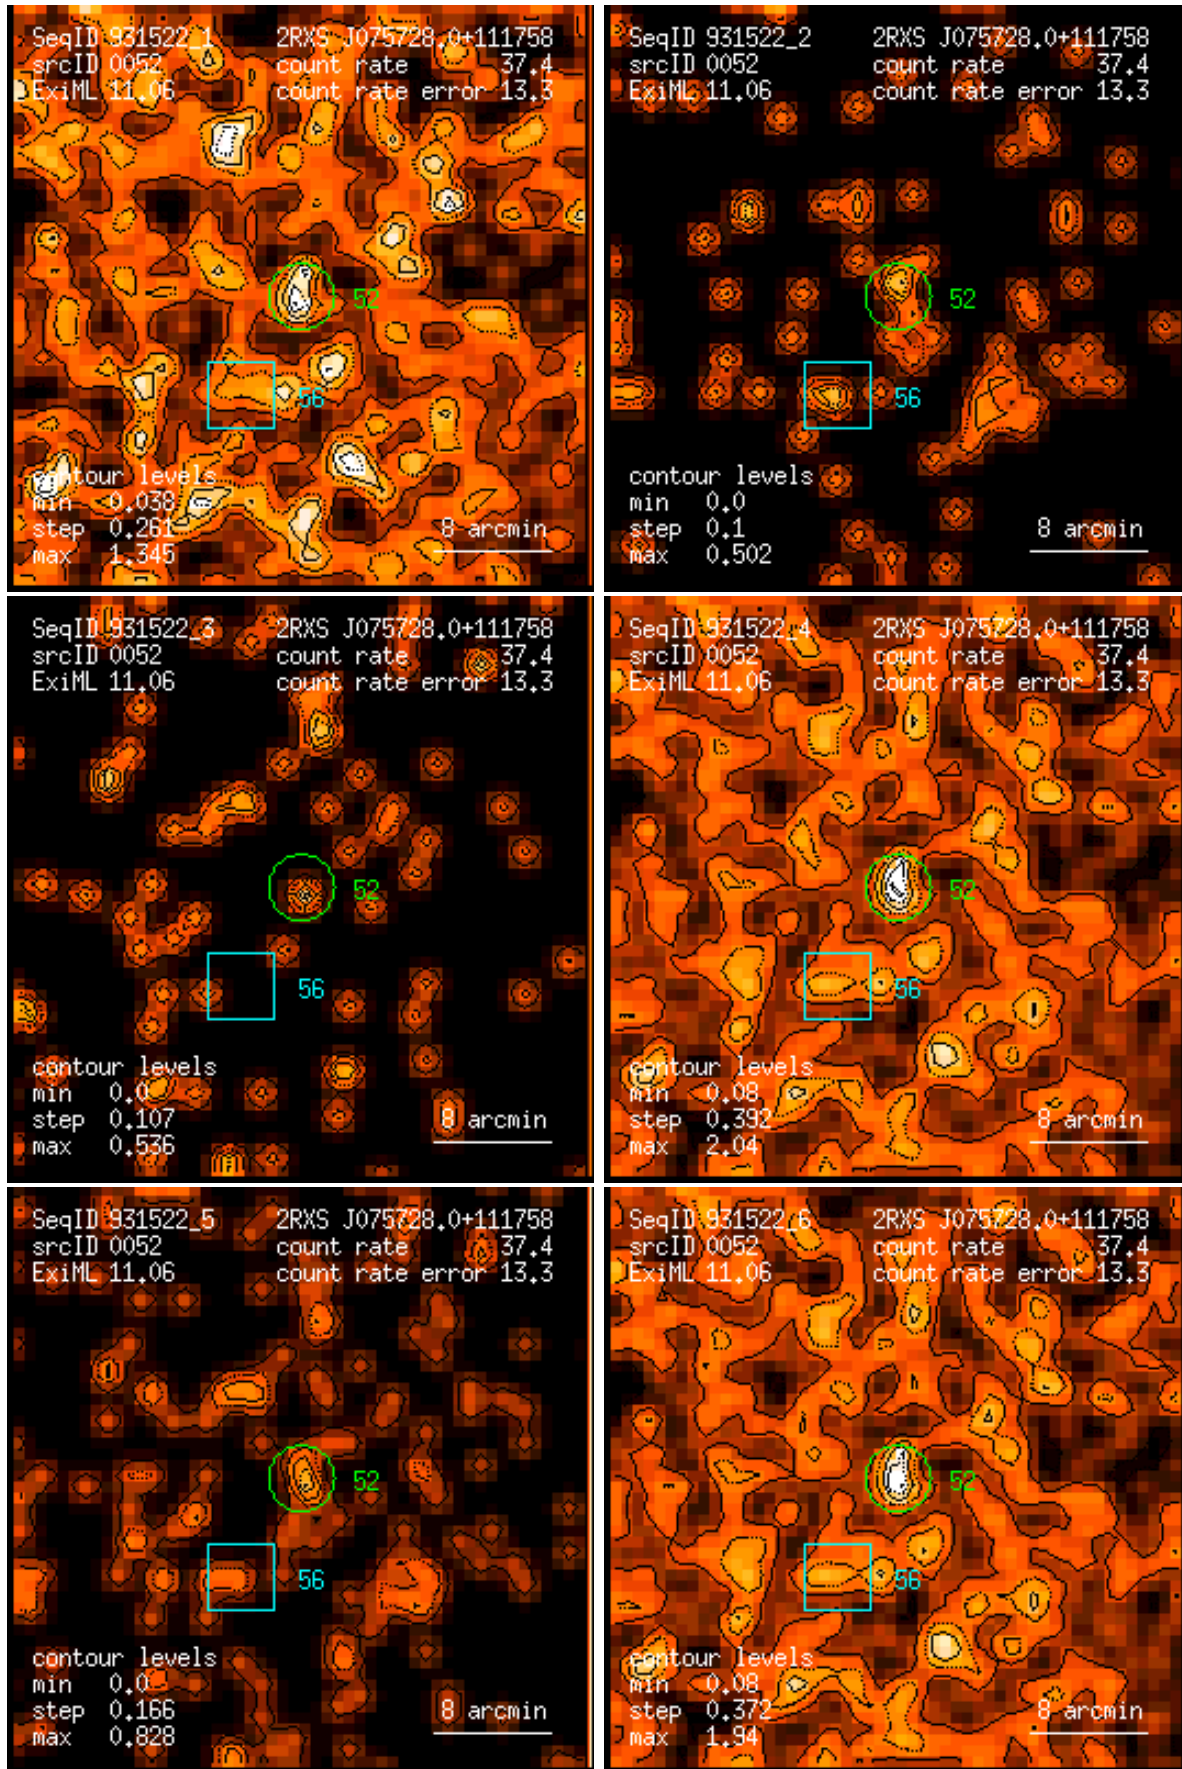 SeqID 931522_1 2RXS J075728.0+111758
srcID 0052 count rate 37.4
ExiML 11.06 count rate error 13.3
52
56
contour levels
min 0.038
step 0.261 8 arcmin
max 1.345
SeqID 931522_2 2RXS J075728.0+111758
srcID 0052 count rate 37.4
ExiML 11.06 count rate error 13.3
52
56
contour levels
min 0.0
step 0.1 8 arcmin
max 0.502
SeqID 931522_3 2RXS J075728.0+111758
srcID 0052 count rate 37.4
ExiML 11.06 count rate error 13.3
52
56
contour levels
min 0.0
step 0.107 8 arcmin
max 0.536
SeqID 931522_4 2RXS J075728.0+111758
srcID 0052 count rate 37.4
ExiML 11.06 count rate error 13.3
52
56
contour levels
min 0.08
step 0.392 8 arcmin
max 2.04
SeqID 931522_5 2RXS J075728.0+111758
srcID 0052 count rate 37.4
ExiML 11.06 count rate error 13.3
52
56
contour levels
min 0.0
step 0.166 8 arcmin
max 0.828
SeqID 931522_6 2RXS J075728.0+111758
srcID 0052 count rate 37.4
ExiML 11.06 count rate error 13.3
52
56
contour levels
min 0.08
step 0.372 8 arcmin
max 1.94